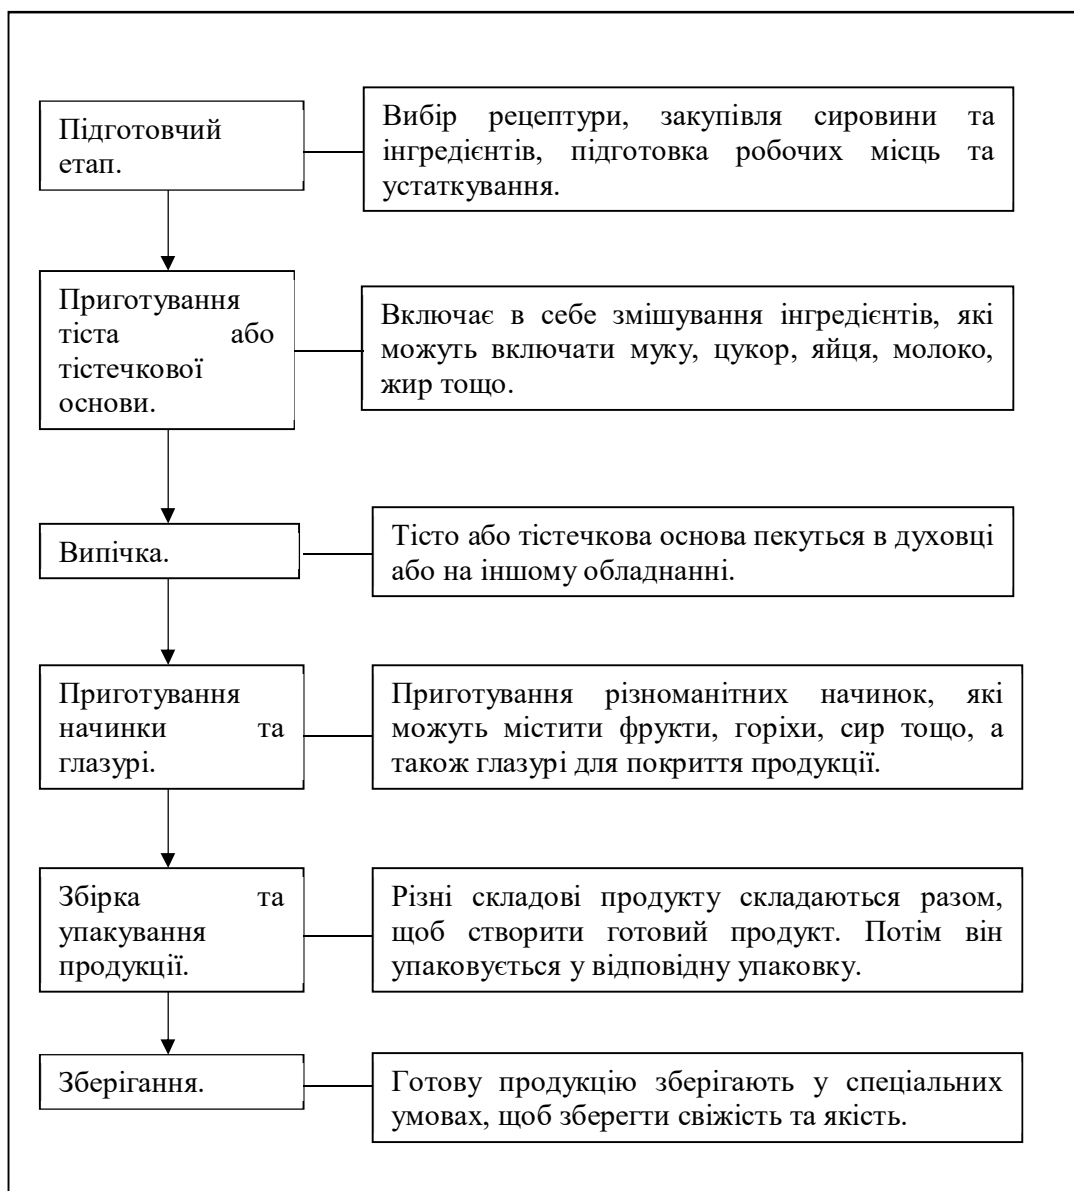 Підготовчий
етап.
Вибір рецептури, закупівля сировини та
інгредієнтів, підготовка робочих місць та
устаткування.
Приготування
тіста або
тістечкової
основи.
Включає в себе змішування інгредієнтів, які
можуть включати муку, цукор, яйця, молоко,
жир тощо.
Випічка.
Тісто або тістечкова основа пекуться в духовці
або на іншому обладнанні.
Приготування
начинки та
глазурі.
Приготування різноманітних начинок, які
можуть містити фрукти, горіхи, сир тощо, а
також глазурі для покриття продукції.
Збірка та
упакування
продукції.
Різні складові продукту складаються разом,
щоб створити готовий продукт. Потім він
упаковується у відповідну упаковку.
Зберігання.
Готову продукцію зберігають у спеціальних
умовах, щоб зберегти свіжість та якість.